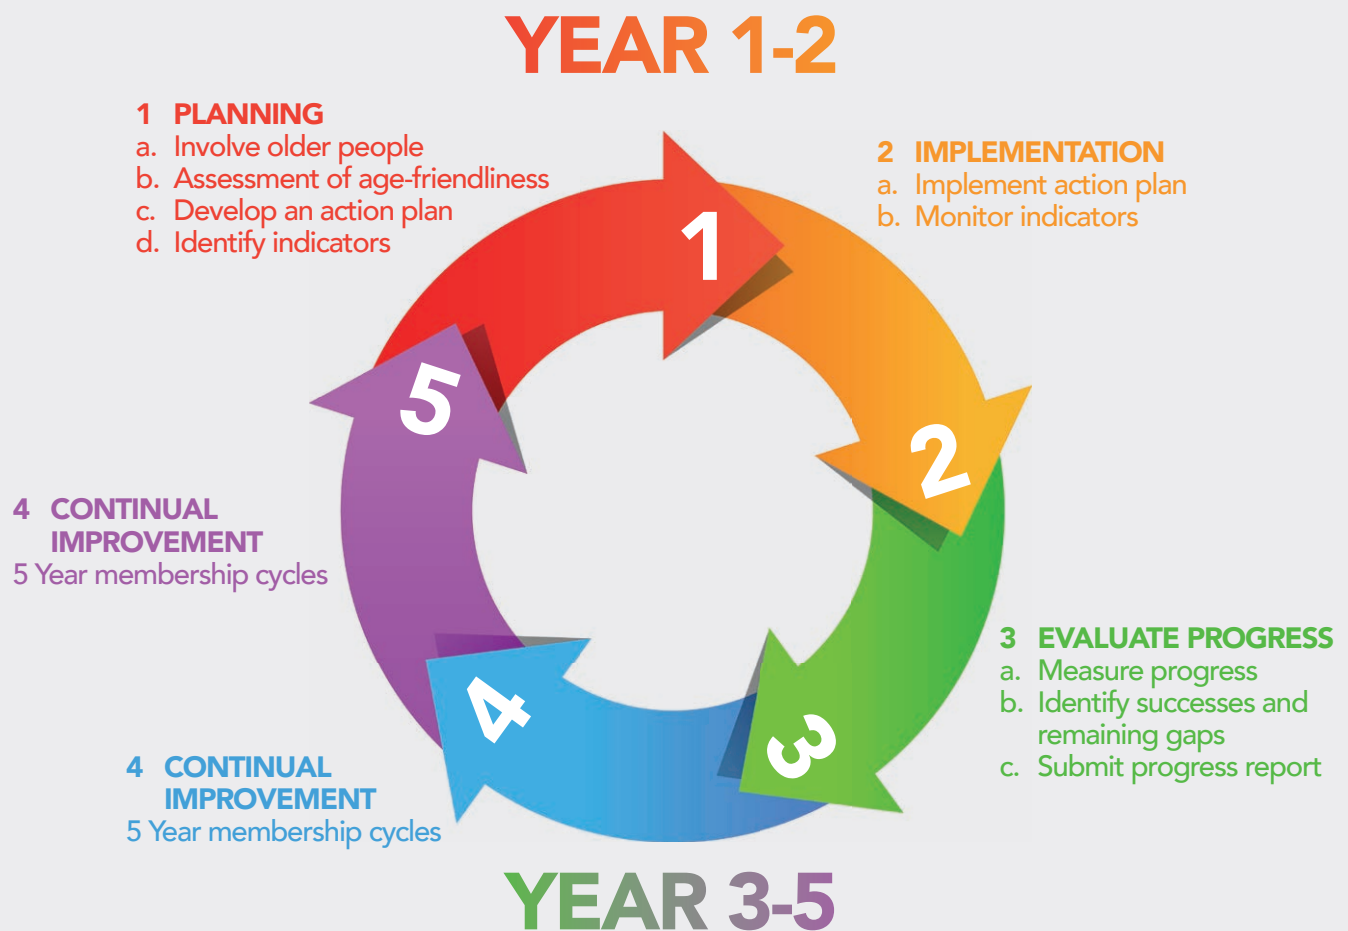 YEAR 1-2
1 PLANNING
a. Involve older people
b. Assessment of age-friendliness
c. Develop an action plan
d. Identify indicators
2 IMPLEMENTATION
a. Implement action plan
b. Monitor indicators
1
2
3
4
5
3 EVALUATE PROGRESS
a. Measure progress
b. Identify successes and
remaining gaps
c. Submit progress report
4 CONTINUAL
IMPROVEMENT
5 Year membership cycles
4 CONTINUAL
IMPROVEMENT
5 Year membership cycles
YEAR 3-5